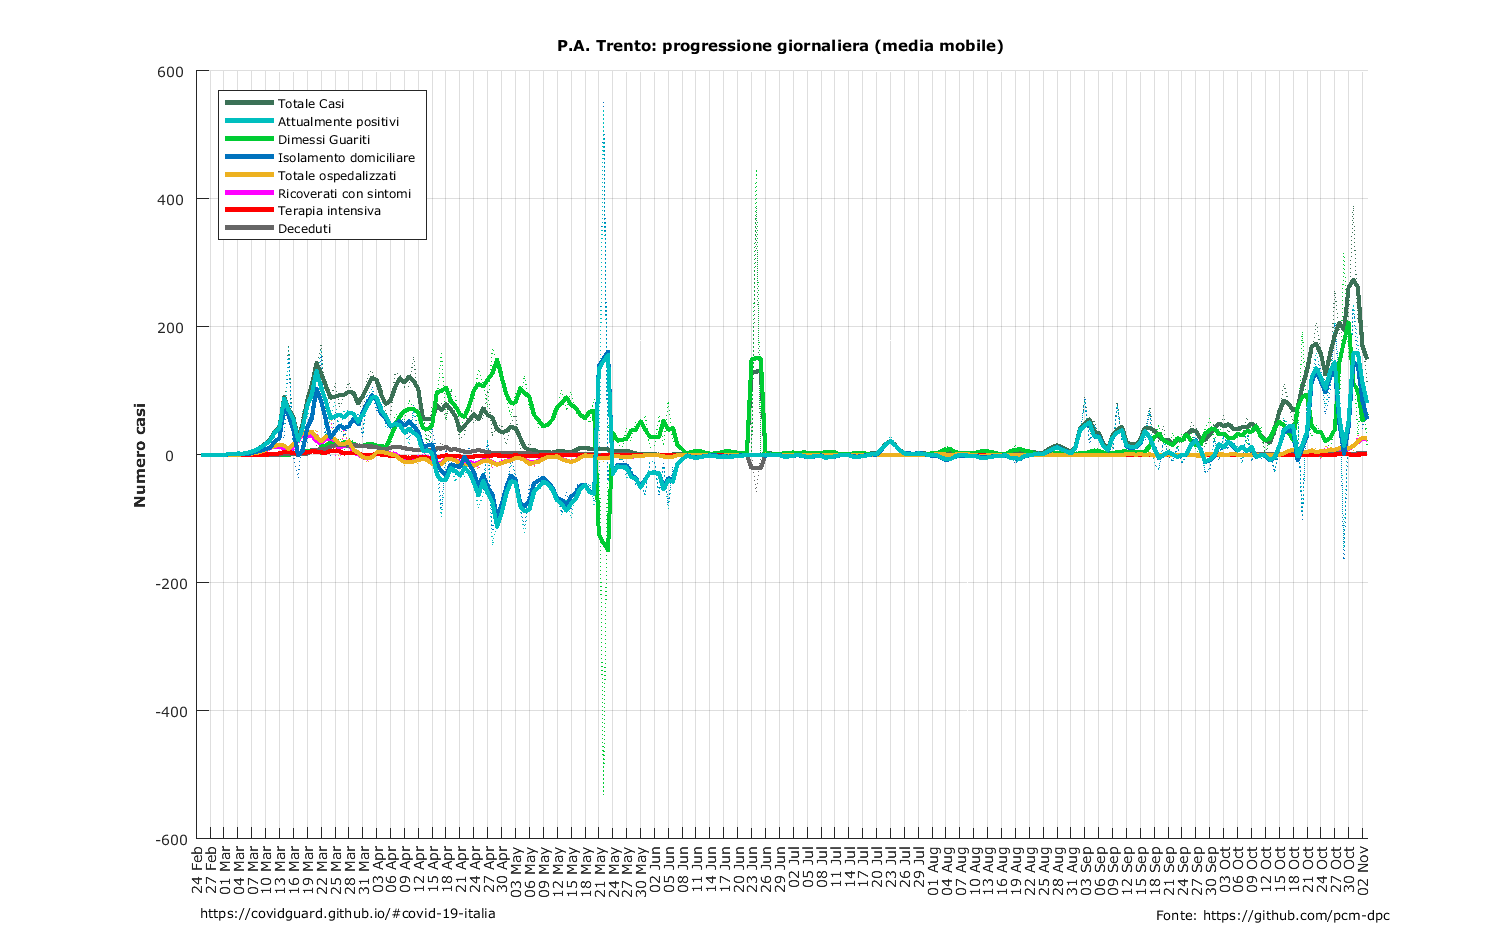 P.A. Trento: progressione giornaliera (media mobile)
600
400
200
0
-200
-400
-600
Numero casi
Totale Casi
Attualmente positivi
Dimessi Guariti
Isolamento domiciliare
Totale ospedalizzati
Ricoverati con sintomi
Terapia intensiva
Deceduti
24 Feb
27 Feb
01 Mar
04 Mar
07 Mar
10 Mar
13 Mar
16 Mar
19 Mar
22 Mar
25 Mar
28 Mar
31 Mar
03 Apr
06 Apr
09 Apr
12 Apr
15 Apr
18 Apr
21 Apr
24 Apr
27 Apr
30 Apr
03 May
06 May
09 May
12 May
15 May
18 May
21 May
24 May
27 May
30 May
02 Jun
05 Jun
08 Jun
11 Jun
14 Jun
17 Jun
20 Jun
23 Jun
26 Jun
29 Jun
02 Jul
05 Jul
08 Jul
11 Jul
14 Jul
17 Jul
20 Jul
23 Jul
26 Jul
29 Jul
01 Aug
04 Aug
07 Aug
10 Aug
13 Aug
16 Aug
19 Aug
22 Aug
25 Aug
28 Aug
31 Aug
03 Sep
06 Sep
09 Sep
12 Sep
15 Sep
18 Sep
21 Sep
24 Sep
27 Sep
30 Sep
03 Oct
06 Oct
09 Oct
12 Oct
15 Oct
18 Oct
21 Oct
24 Oct
27 Oct
30 Oct
02 Nov
https://covidguard.github.io/#covid-19-italia
Fonte: https://github.com/pcm-dpc